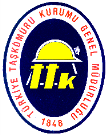 TÜRKİYE TAŞKÖMÜRÜ KURUMU GENEL MÜDÜRLÜĞÜ
TTK
1848